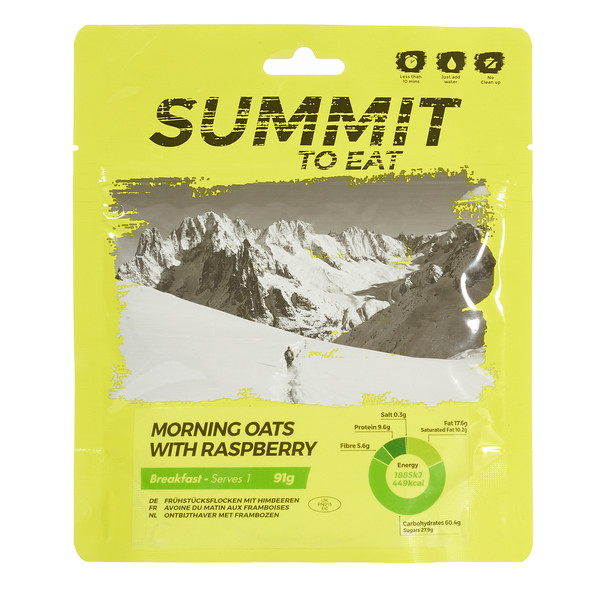 Less than
10 mins
Just add
water
No
Clean up
SUMMIT
TO EAT
MORNING OATS
WITH RASPBERRY
Breakfast - Serves 1 91g
DE FRÜHSTÜCKSFLOCKEN MIT HIMBEEREN
FR AVOINE DU MATIN AUX FRAMBOISES
NL ONTBIJTHAVER MET FRAMBOZEN
UK
EC
Salt 0.3g
Protein 9.6g
Fibre 5.6g
Fat 17.6g
Saturated Fat 10.2g
Energy
1885kJ
449kcal
Carbohydrates 60.4g
Sugars 27.9g